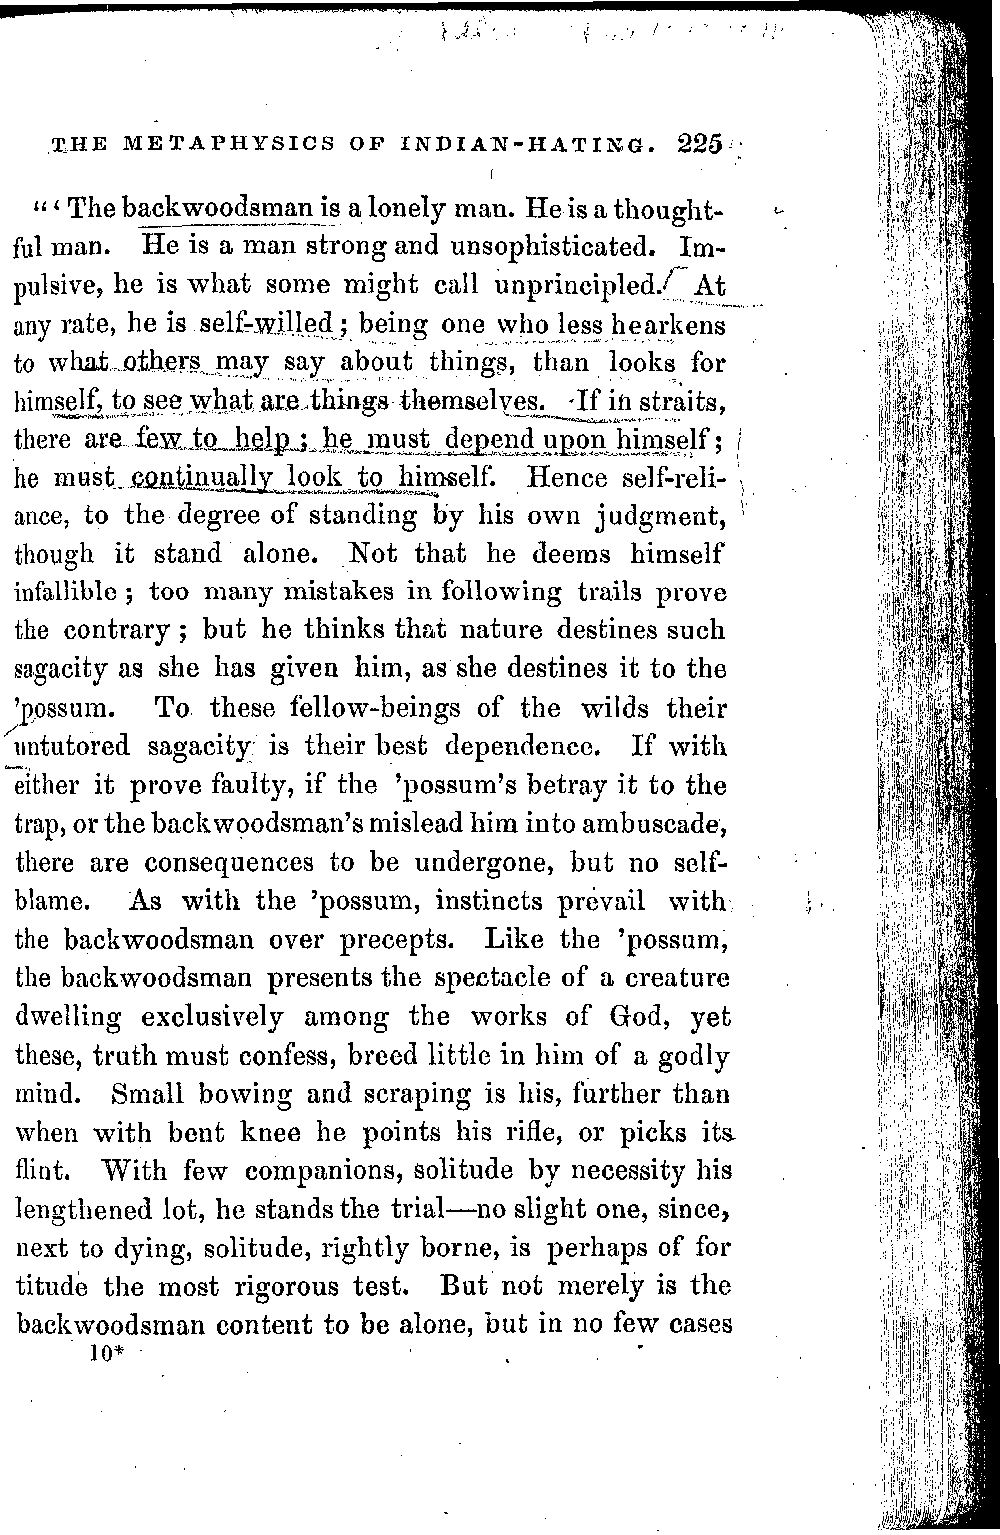 THE METAPHYSICS OF INDIAN-HATING. 225
“‘The backwoodsman is a lonely man. He is a thought-
ful man. He is a man strong and unsophisticated. Im-
pulsive, he is what some might call unprincipled. At
any rate, he is self-willed; being one who less hearkens
to what others may say about things, than looks for
himself, to see what are things themselves. If in straits,
there are few to help; he must depend upon himself;
he must continually look to himself. Hence self-reli-
ance, to the degree of standing by his own judgment,
though it stand alone. Not that he deems himself
infallible; too many mistakes in following trails prove
the contrary; but he thinks that nature destines such
sagacity as she has given him, as she destines it to the
’possum. To these fellow-beings of the wilds their
untutored sagacity is their best dependence. If with
either it prove faulty, if the ’possum’s betray it to the
trap, or the backwoodsman’s mislead him into ambuscade,
there are consequences to be undergone, but no self-
blame. As with the ’possum, instincts prevail with
the backwoodsman over precepts. Like the ’possum,
the backwoodsman presents the spectacle of a creature
dwelling exclusively among the works of God, yet
these, truth must confess, breed little in him of a godly
mind. Small bowing and scraping is his, further than
when with bent knee he points his rifle, or picks its
flint. With few companions, solitude by necessity his
lengthened lot, he stands the trial—no slight one, since,
next to dying, solitude, rightly borne, is perhaps of for
titude the most rigorous test. But not merely is the
backwoodsman content to be alone, but in no few cases
10*